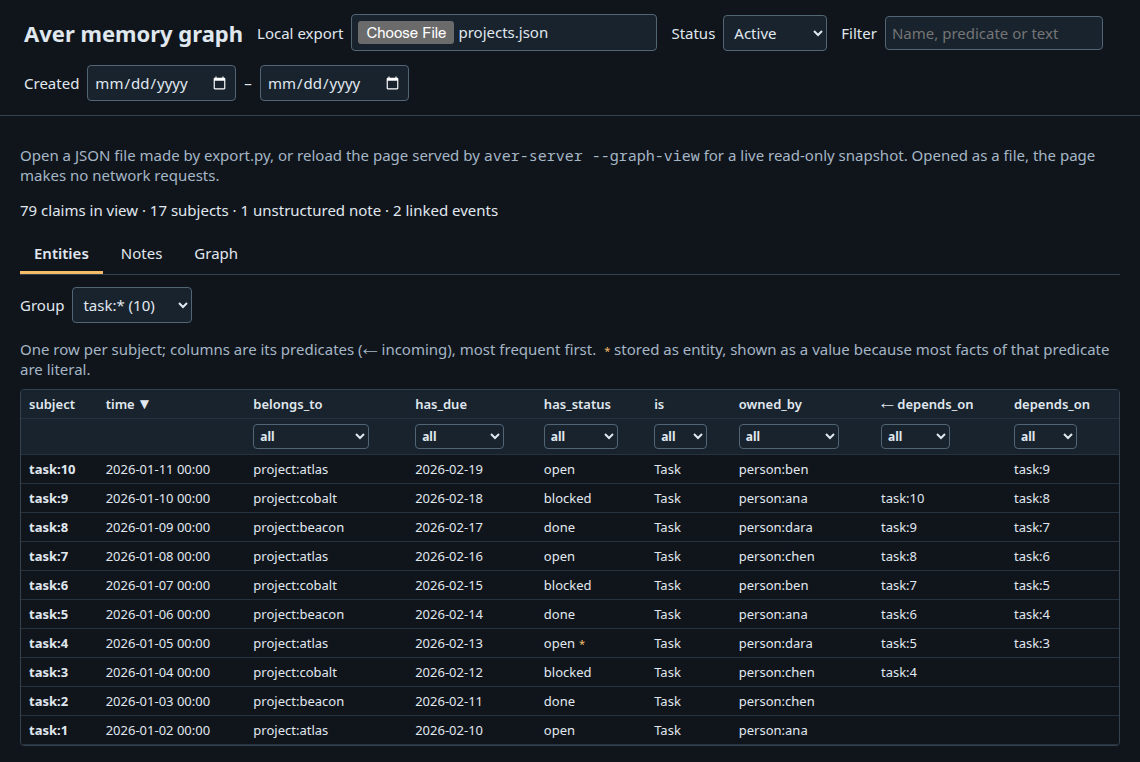 Aver memory graph Local export Choose File projects.json Status Active Filter Name, predicate or text
Created mm/dd/yyyy – mm/dd/yyyy
Open a JSON file made by export.py, or reload the page served by aver-server --graph-view for a live read-only snapshot. Opened as a file, the page
makes no network requests.
79 claims in view · 17 subjects · 1 unstructured note · 2 linked events
Entities Notes Graph
Group task:* (10)
One row per subject; columns are its predicates (← incoming), most frequent first. * stored as entity, shown as a value because most facts of that predicate
are literal.
subject time ▼ belongs_to has_due has_status is owned_by ← depends_on depends_on
all all all all all all all
task:10 2026-01-11 00:00 project:atlas 2026-02-19 open Task person:ben task:9
task:9 2026-01-10 00:00 project:cobalt 2026-02-18 blocked Task person:ana task:10 task:8
task:8 2026-01-09 00:00 project:beacon 2026-02-17 done Task person:dara task:9 task:7
task:7 2026-01-08 00:00 project:atlas 2026-02-16 open Task person:chen task:8 task:6
task:6 2026-01-07 00:00 project:cobalt 2026-02-15 blocked Task person:ben task:7 task:5
task:5 2026-01-06 00:00 project:beacon 2026-02-14 done Task person:ana task:6 task:4
task:4 2026-01-05 00:00 project:atlas 2026-02-13 open * Task person:dara task:5 task:3
task:3 2026-01-04 00:00 project:cobalt 2026-02-12 blocked Task person:chen task:4
task:2 2026-01-03 00:00 project:beacon 2026-02-11 done Task person:chen
task:1 2026-01-02 00:00 project:atlas 2026-02-10 open Task person:ana